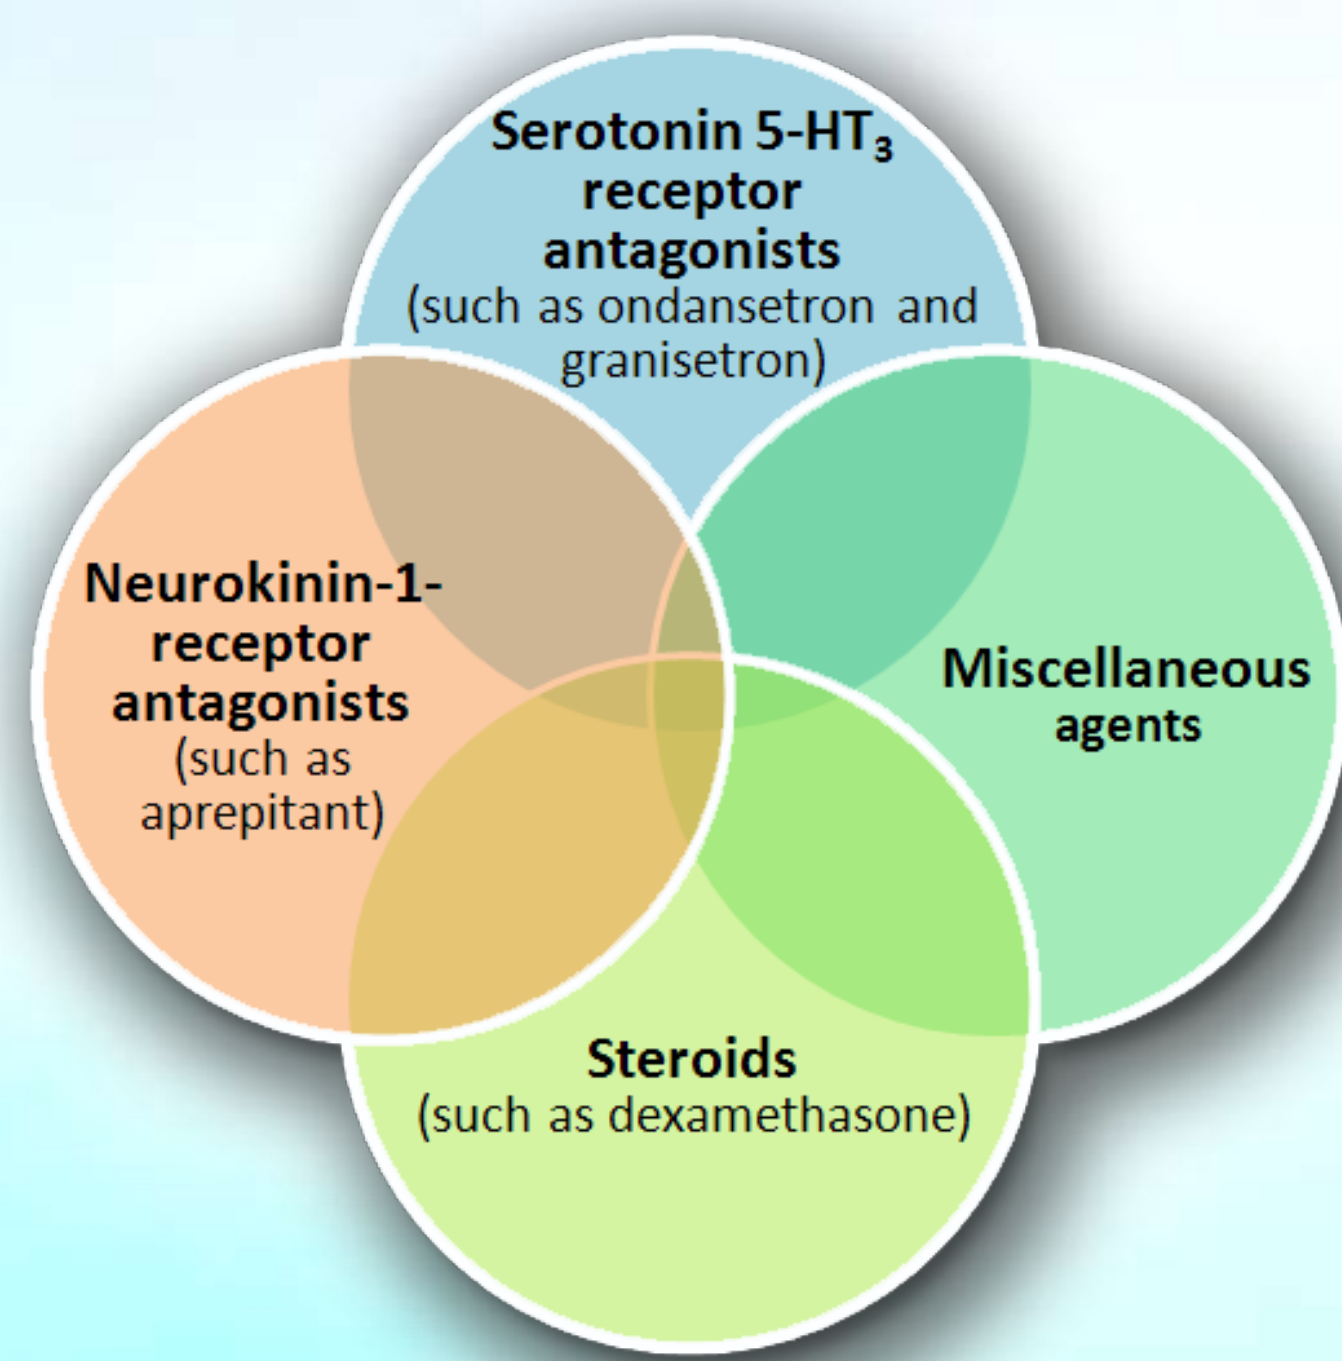 Serotonin 5-HT₃
receptor
antagonists
(such as ondansetron and
granisetron)
Neurokinin-1-
receptor
antagonists
(such as
aprepitant)
Miscellaneous
agents
Steroids
(such as dexamethasone)